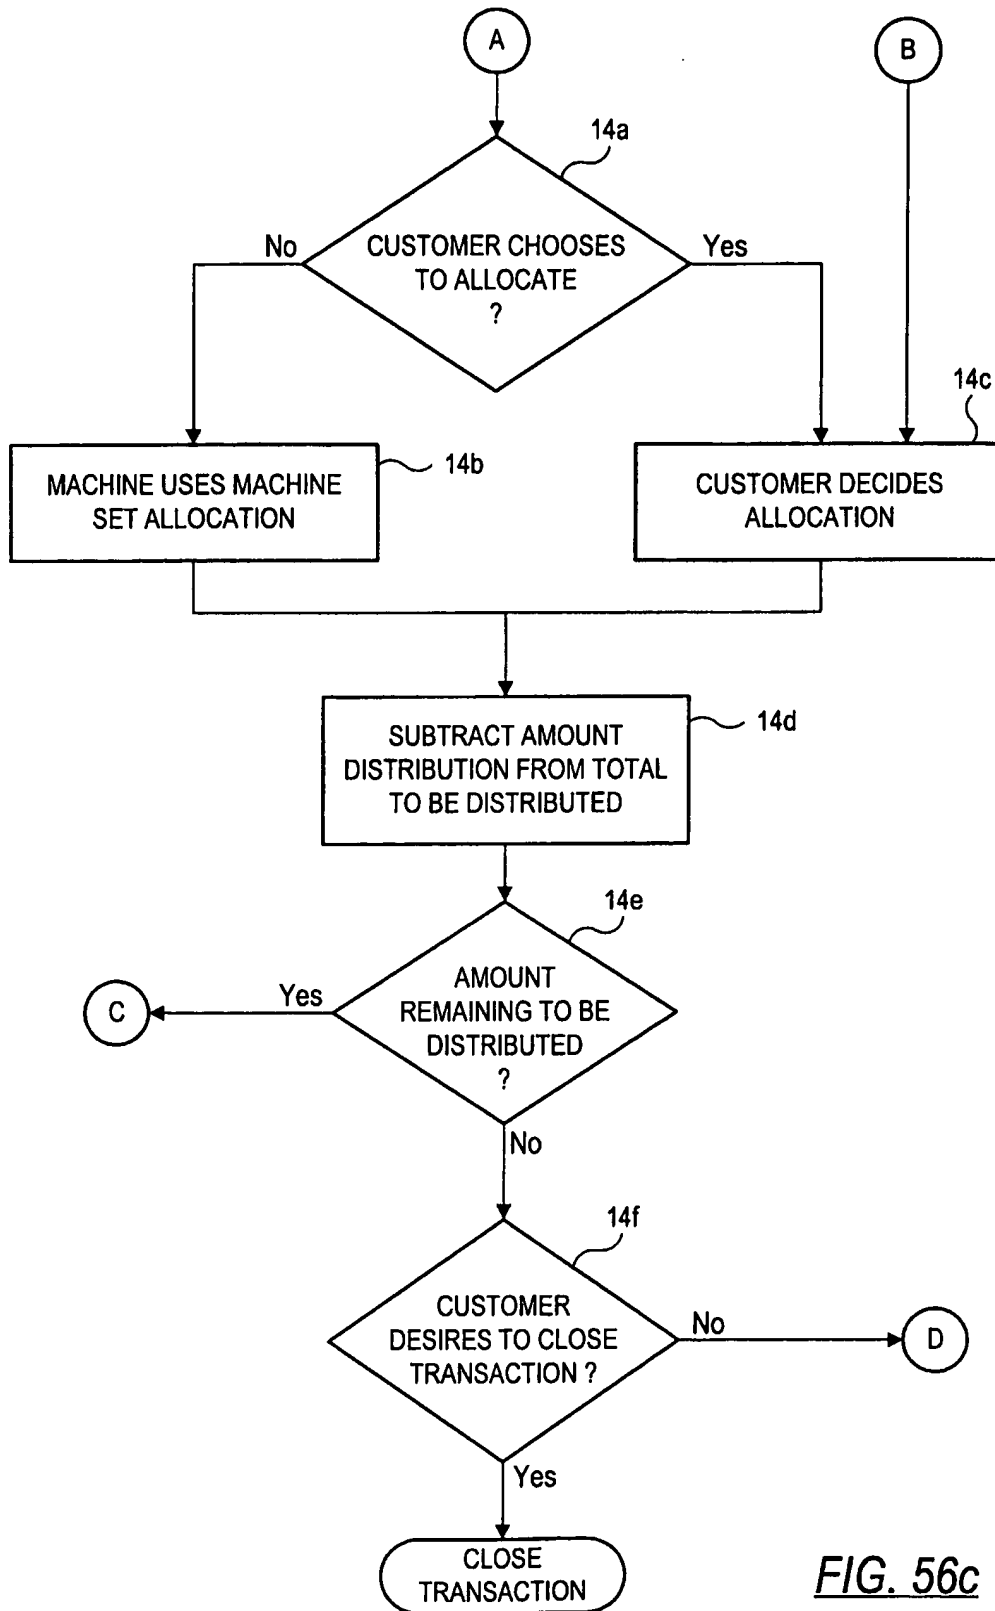 A
B
14a
No
CUSTOMER CHOOSES
TO ALLOCATE
?
Yes
14c
MACHINE USES MACHINE
SET ALLOCATION
14b
CUSTOMER DECIDES
ALLOCATION
SUBTRACT AMOUNT
DISTRIBUTION FROM TOTAL
TO BE DISTRIBUTED
14d
14e
C
Yes
AMOUNT
REMAINING TO BE
DISTRIBUTED
?
No
14f
CUSTOMER
DESIRES TO CLOSE
TRANSACTION ?
No
D
Yes
CLOSE
TRANSACTION
FIG. 56c